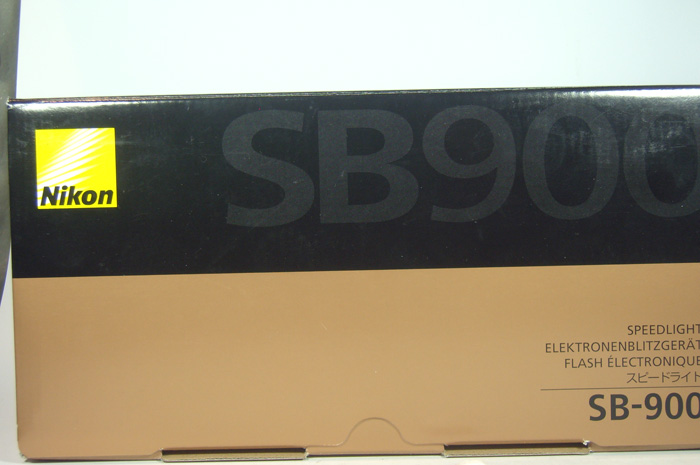 SB900
Nikon
SPEEDLIGHT
ELEKTRONENBLITZGERÄT
FLASH ÉLECTRONIQUE
スピードライト
SB-900